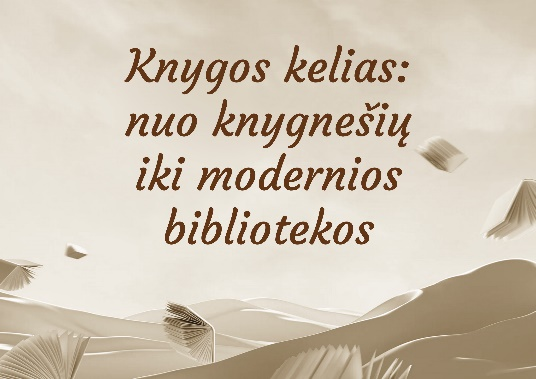 Knygos kelias:
nuo knygnešių
iki modernios
bibliotekos